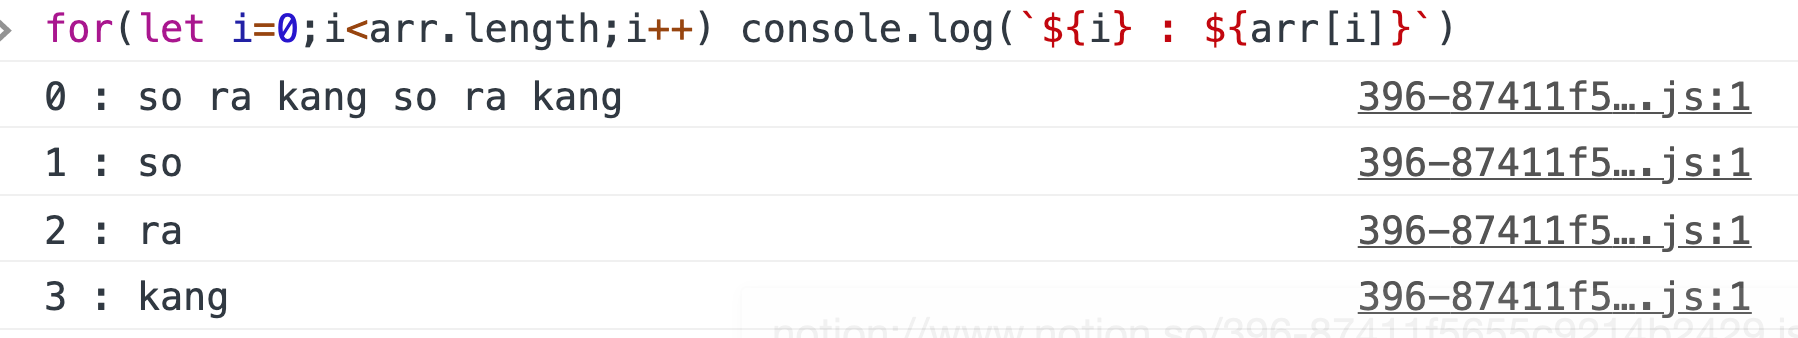 for(let i=0;i<arr.length;i++) console.log(`${i} : ${arr[i]}`)
0 : so ra kang so ra kang 396-87411f5….js:1
1 : so 396-87411f5….js:1
2 : ra 396-87411f5….js:1
3 : kang 396-87411f5….js:1
notion://www.notion.so/396-87411f5655c9214b2429.js